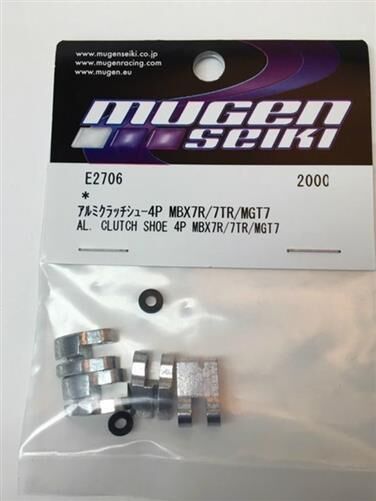 www.mugenseiki.co.jp
www.mugenracing.com
www.mugen.eu
MUGEN
SEIKI
E2706 2000
*
ｱﾙﾐｸﾗｯﾁｼｭｰ4P MBX7R/7TR/MGT7
AL. CLUTCH SHOE 4P MBX7R/7TR/MGT7